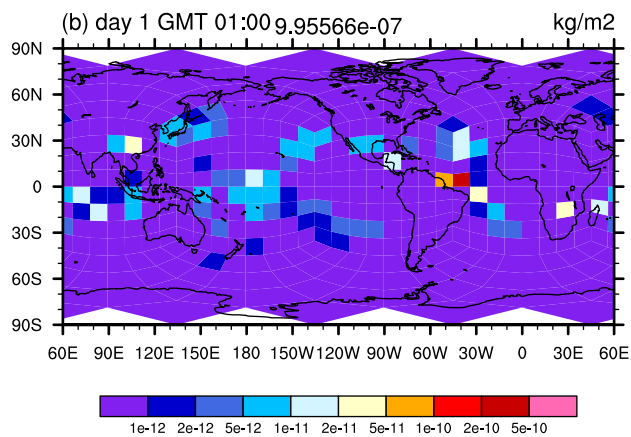 (b) day 1 GMT 01:00 9.95566e-07 kg/m2
90N
60N
30N
0
30S
60S
90S
60E 90E 120E 150E 180E 150W 120W 90W 60W 30W 0 30E 60E
1e-12 2e-12 5e-12 1e-11 2e-11 5e-11 1e-10 2e-10 5e-10